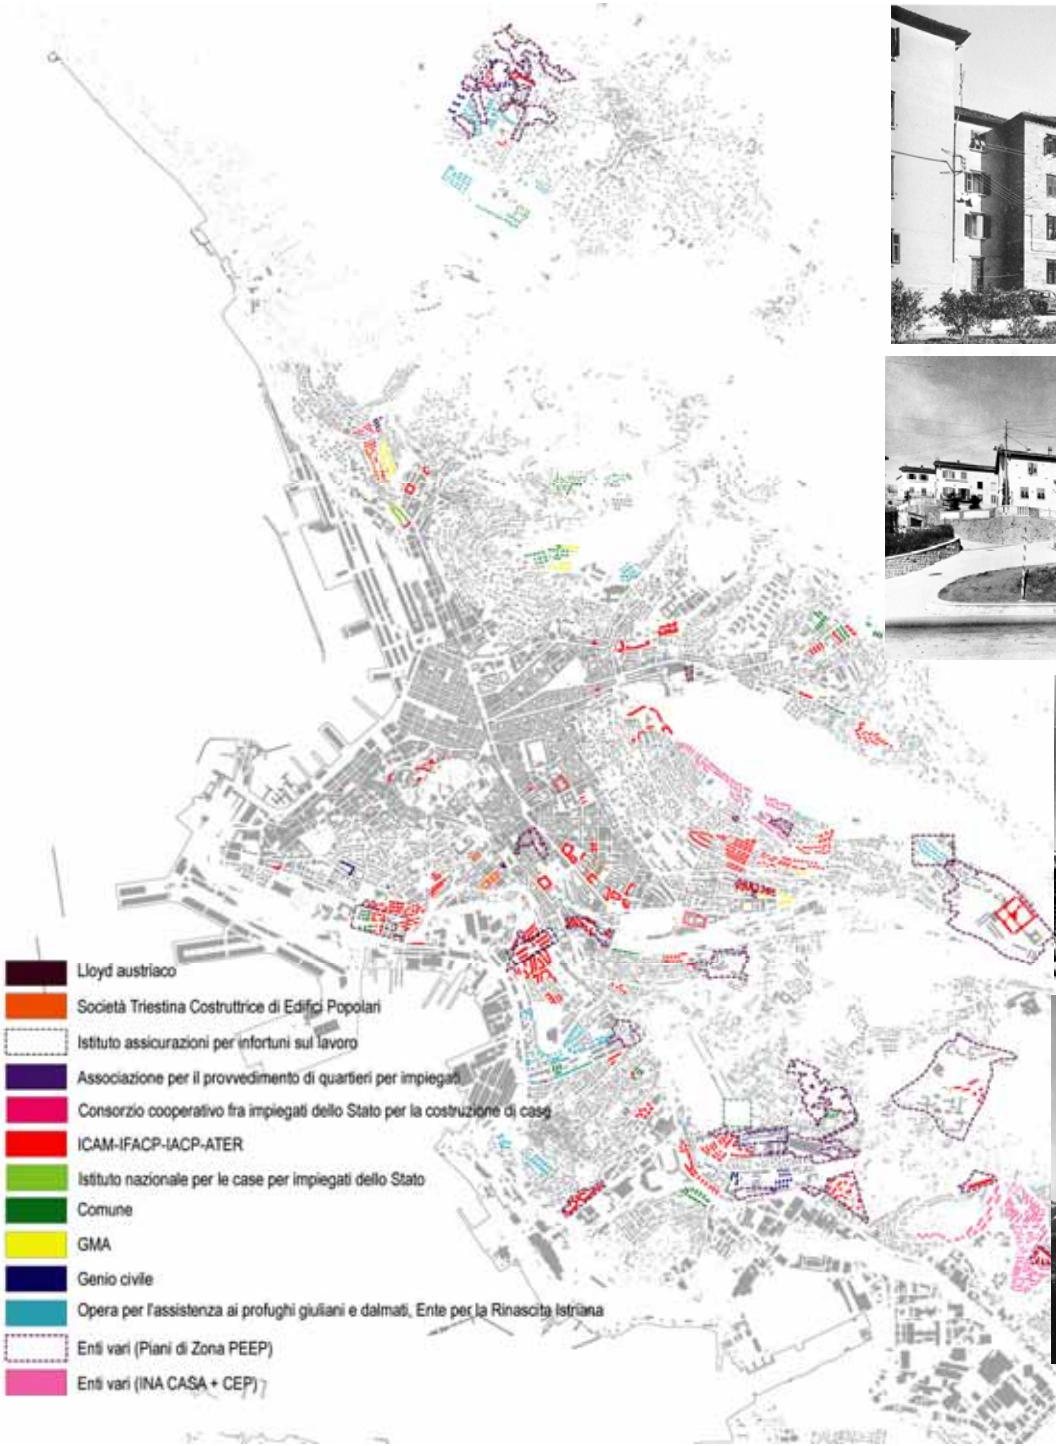 Lloyd austriaco
Società Triestina Costruttrice di Edifici Popolari
Istituto assicurazioni per infortuni sul lavoro
Associazione per il provvedimento di quartieri per impiegati
Consorzio cooperativo fra impiegati dello Stato per la costruzione di case
ICAM-IFACP-IACP-ATER
Istituto nazionale per le case per impiegati dello Stato
Comune
GMA
Genio civile
Opera per l'assistenza ai profughi giuliani e dalmati, Ente per la Rinascita Istriana
Enti vari (Piani di Zona PEEP)
Enti vari (INA CASA + CEP)